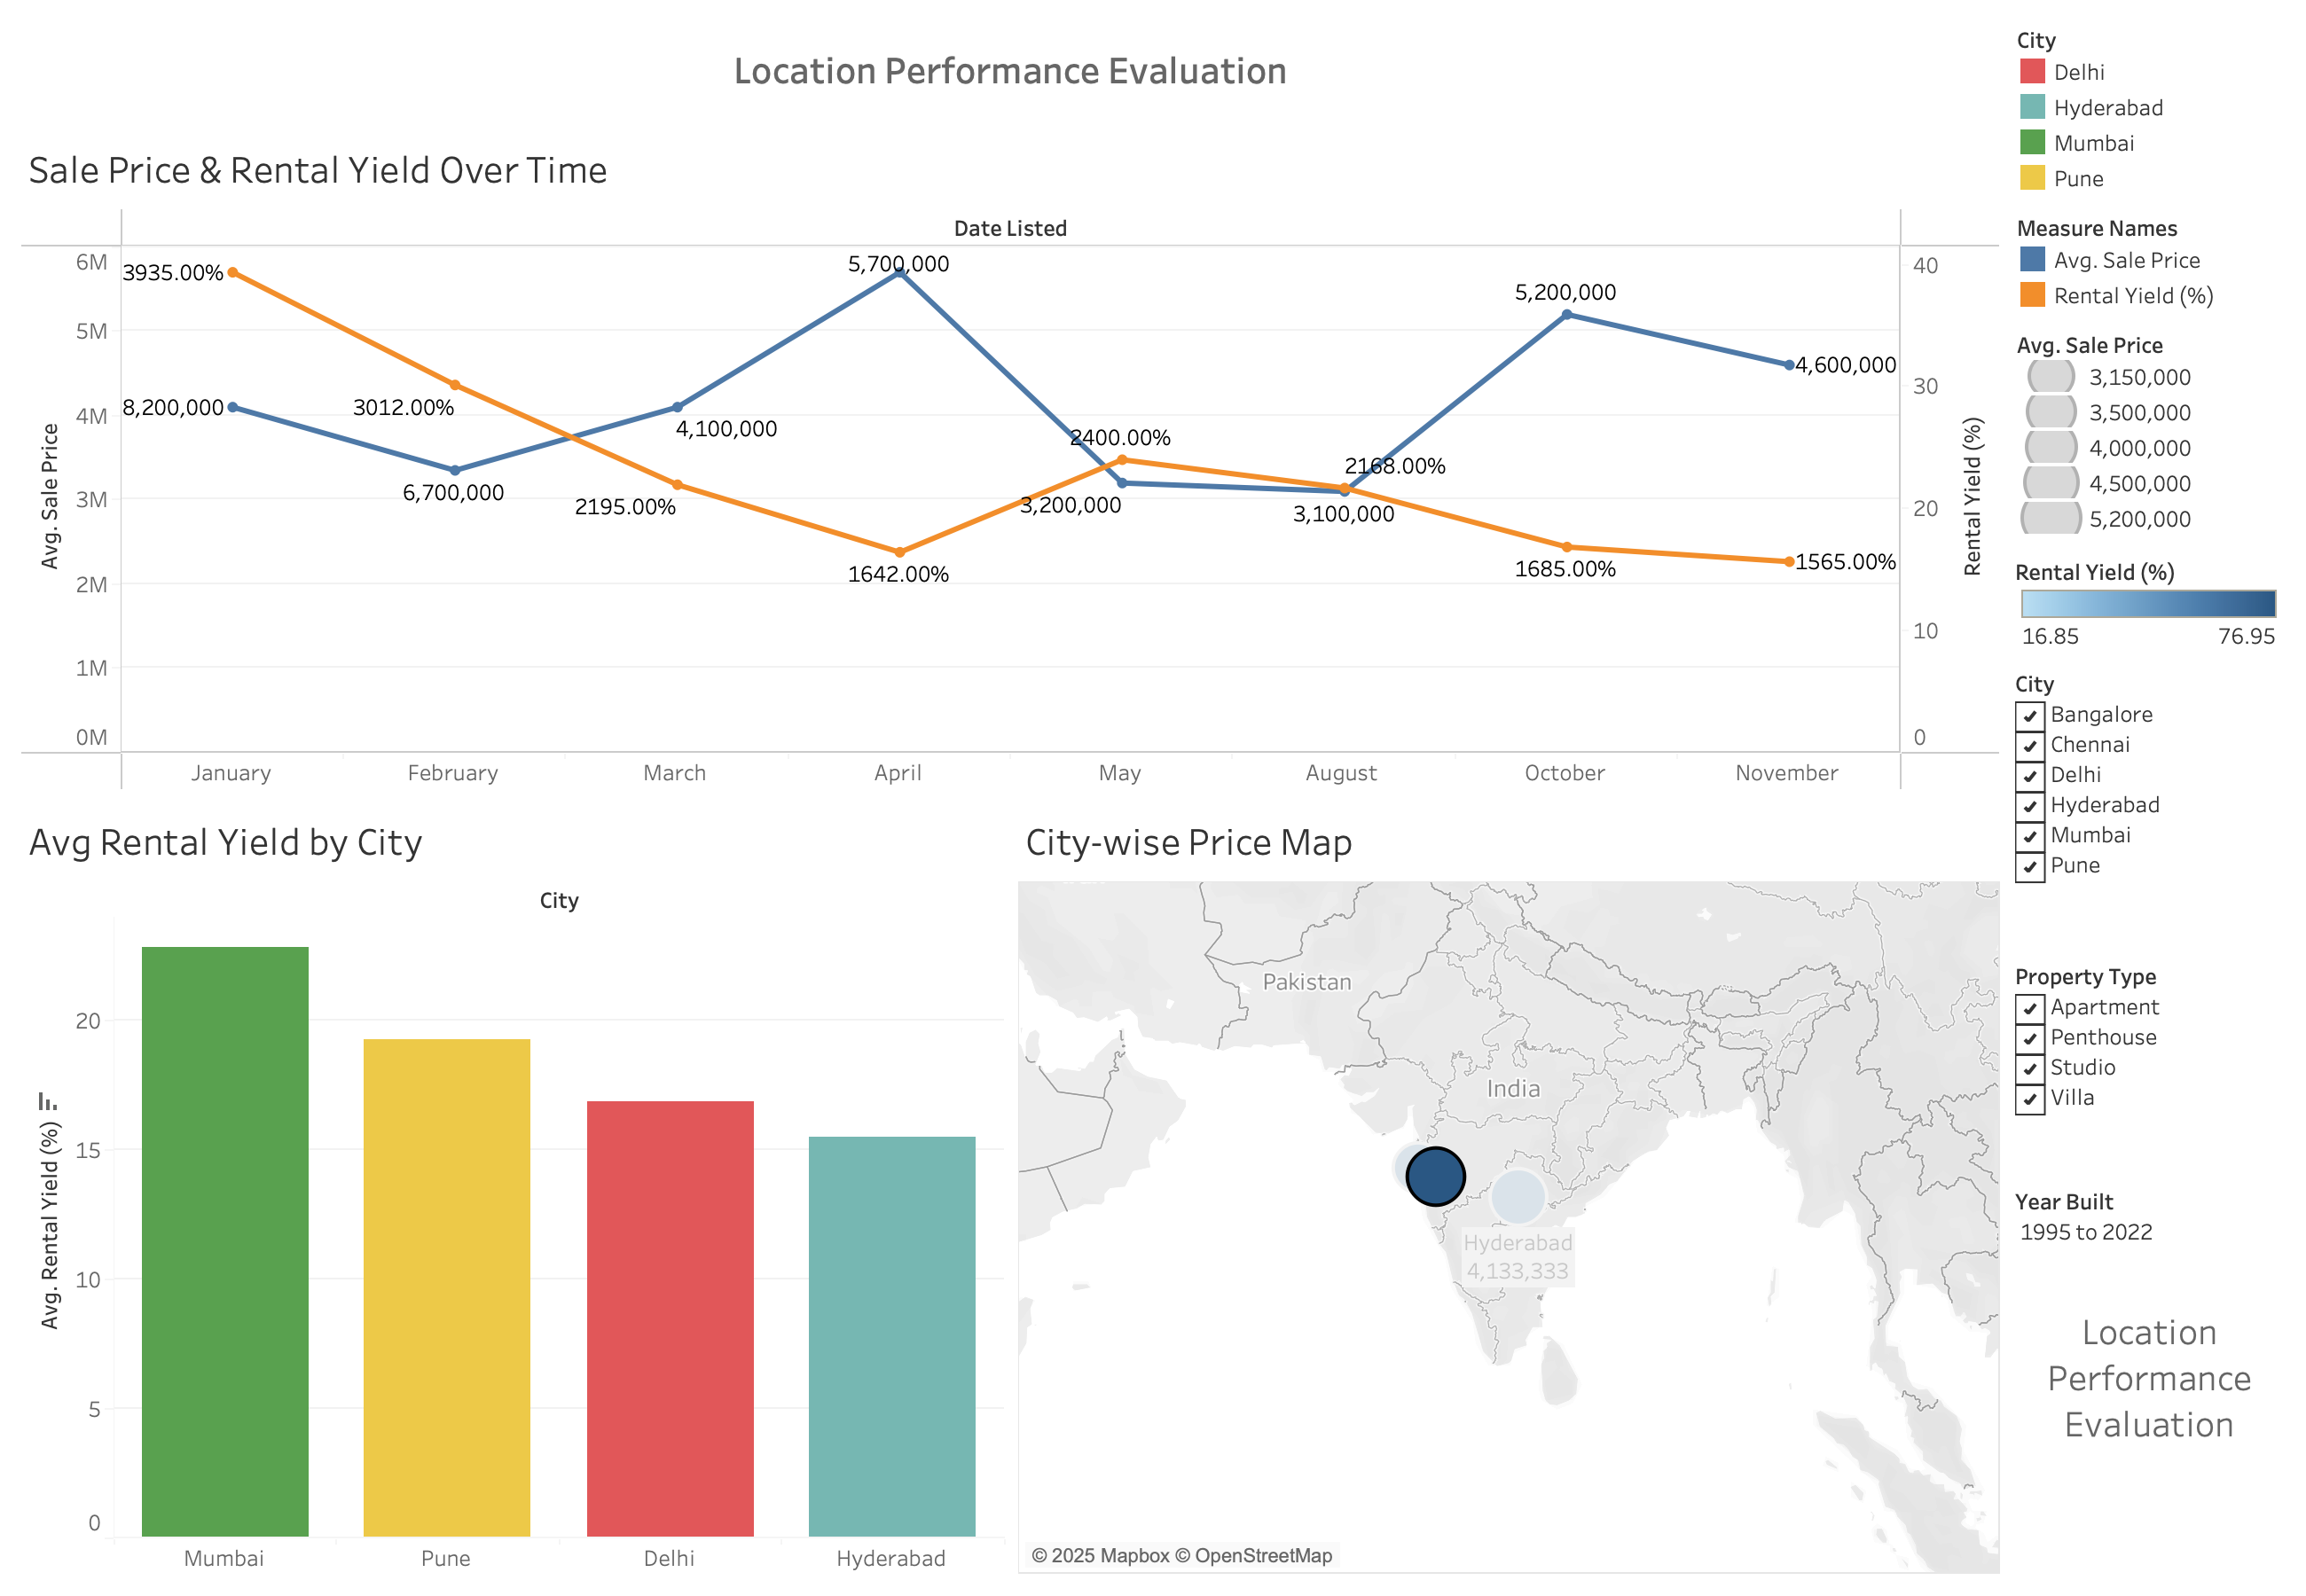 Location Performance Evaluation
Sale Price & Rental Yield Over Time
Date Listed
Avg. Sale Price
6M
5M
4M
3M
2M
1M
0M
3935.00%
8,200,000
3012.00%
6,700,000
2195.00%
4,100,000
5,700,000
1642.00%
2400.00%
3,200,000
2168.00%
3,100,000
5,200,000
1685.00%
4,600,000
1565.00%
40
30
20
10
0
Rental Yield (%)
January
February
March
April
May
August
October
November
Avg Rental Yield by City
City
Avg. Rental Yield (%)
20
15
10
5
0
Mumbai
Pune
Delhi
Hyderabad
City-wise Price Map
Pakistan
India
Hyderabad
4,133,333
© 2025 Mapbox © OpenStreetMap
City
Delhi
Hyderabad
Mumbai
Pune
Measure Names
Avg. Sale Price
Rental Yield (%)
Avg. Sale Price
3,150,000
3,500,000
4,000,000
4,500,000
5,200,000
Rental Yield (%)
16.85
76.95
City
Bangalore
Chennai
Delhi
Hyderabad
Mumbai
Pune
Property Type
Apartment
Penthouse
Studio
Villa
Year Built
1995 to 2022
Location
Performance
Evaluation